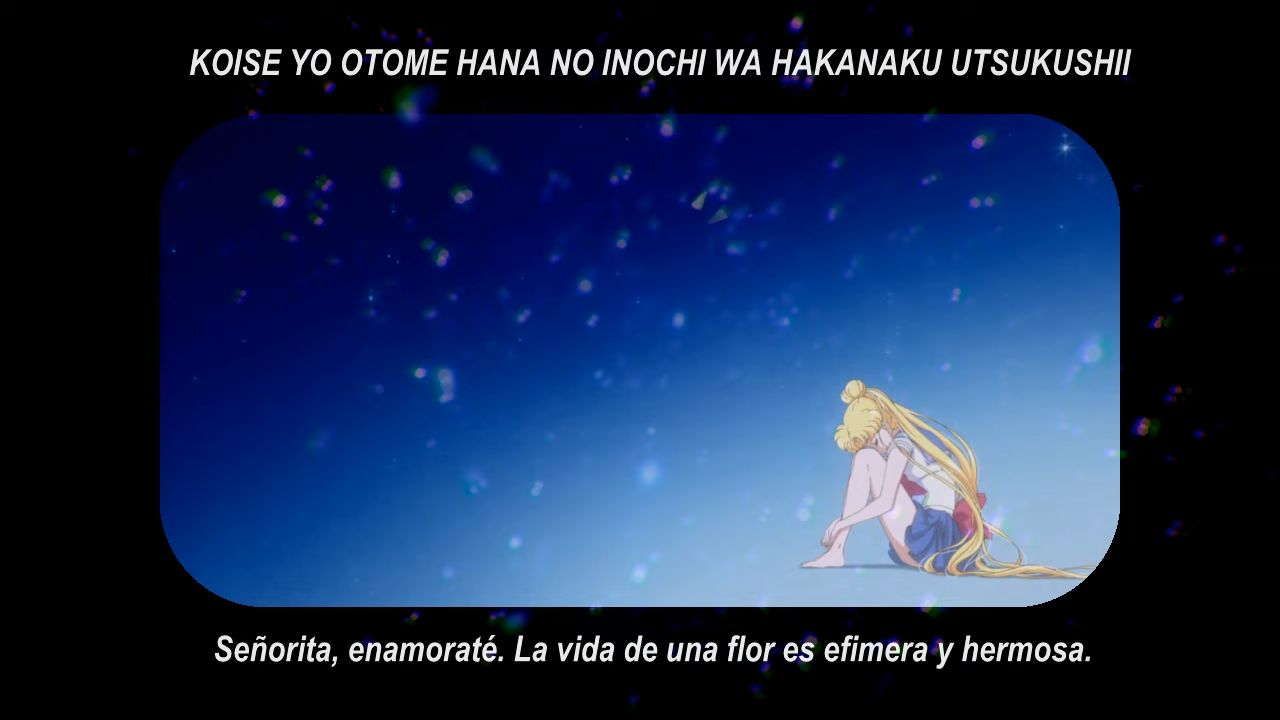 KOISE YO OTOME HANA NO INOCHI WA HAKANAKU UTSUKUSHII
Señorita, enamoraté. La vida de una flor es efimera y hermosa.